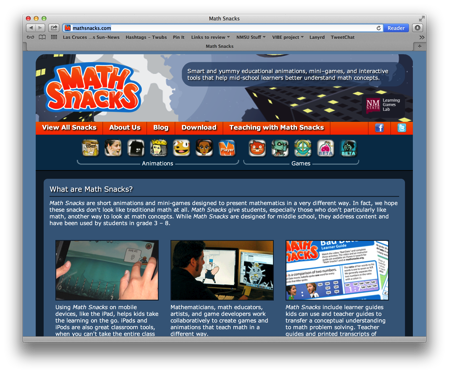 Math Snacks
mathsnacks.com
Reader
Las Cruces ...s Sun-News Hashtags - Twubs Pin It Links to review NMSU Stuff VIBE project Lanyrd TweetChat
Math Snacks
MATH SNACKS
Smart and yummy educational animations, mini-games, and interactive
tools that help mid-school learners better understand math concepts.
NM
Learning
Games
Lab
View All Snacks About Us Blog Download Teaching with Math Snacks
Animations Games
What are Math Snacks?
Math Snacks are short animations and mini-games designed to present mathematics in a very different way. In fact, we hope
these snacks don't look like traditional math at all. Math Snacks give students, especially those who don't particularly like
math, another way to look at math concepts. While Math Snacks are designed for middle school, they address content and
have been used by students in grade 3 – 8.
MATH
SNACKS
Bad Date
Learner Guide
Using Math Snacks on mobile
devices, like the iPad, helps kids take
the learning on the go. iPads and
iPods are also great classroom tools,
when you can't take the entire class
Mathematicians, math educators,
artists, and game developers work
collaboratively to create games and
animations that teach math in a
different way.
Math Snacks include learner guides
kids can use and teacher guides to
transfer a conceptual understanding
to math problem solving. Teacher
guides and printed transcripts of